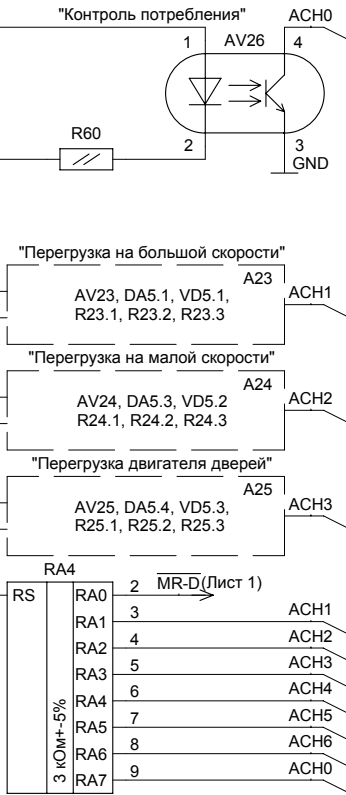 "Контроль потребления"
ACH0
1
AV26
4
R60
2
3
GND
"Перегрузка на большой скорости"
A23
AV23, DA5.1, VD5.1,
R23.1, R23.2, R23.3
ACH1
"Перегрузка на малой скорости"
A24
AV24, DA5.3, VD5.2
R24.1, R24.2, R24.3
ACH2
"Перегрузка двигателя дверей"
A25
AV25, DA5.4, VD5.3,
R25.1, R25.2, R25.3
ACH3
RA4
RS
3 кОм+-5%
RA0 2 MR-D(Лист 1)
RA1 3 ACH1
RA2 4 ACH2
RA3 5 ACH3
RA4 6 ACH4
RA5 7 ACH5
RA6 8 ACH6
RA7 9 ACH0